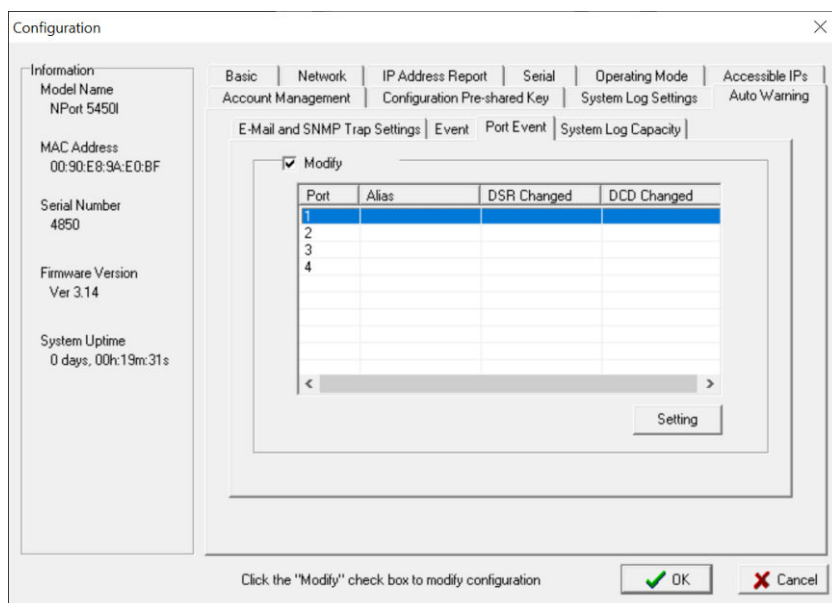 Configuration
Information
Model Name
NPort 5450I
MAC Address
00:90:E8:9A:E0:BF
Serial Number
4850
Firmware Version
Ver 3.14
System Uptime
0 days, 00h:19m:31s
Basic Network IP Address Report Serial Operating Mode Accessible IPs
Account Management Configuration Pre-shared Key System Log Settings Auto Warning
E-Mail and SNMP Trap Settings Event Port Event System Log Capacity
Modify
Port Alias DSR Changed DCD Changed
1
2
3
4
Setting
Click the "Modify" check box to modify configuration
OK
Cancel